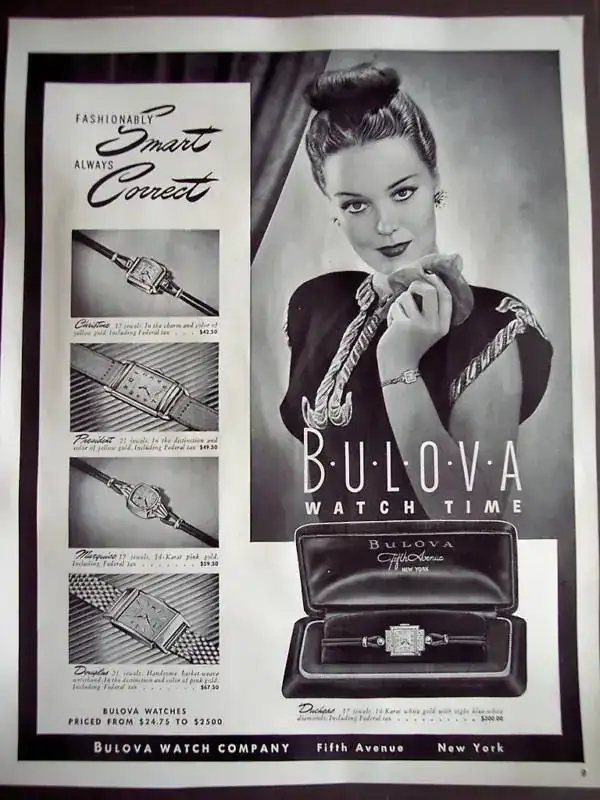 FASHIONABLY
Smart
ALWAYS
Correct
Christine 17 jewels. In the charm and color of
yellow gold. Including Federal tax . . . $42.50
President 21 jewels. In the distinction and
color of yellow gold. Including Federal tax $49.50
Marquise 17 jewels. 14-Karat pink gold.
Including Federal tax . . . . . . . . $59.50
Douglas 21 jewels. Handsome basket-weave
wristband. In the distinction and color of pink gold.
Including Federal tax . . . . . . . . $67.50
BULOVA WATCHES
PRICED FROM $24.75 TO $2500
B·U·L·O·V·A
WATCH TIME
BULOVA
Fifth Avenue
NEW YORK
Duchess 17 jewels. 14-Karat white gold with eight blue-white
diamonds. Including Federal tax . . . . . . . . . . . $300.00
BULOVA WATCH COMPANY Fifth Avenue New York